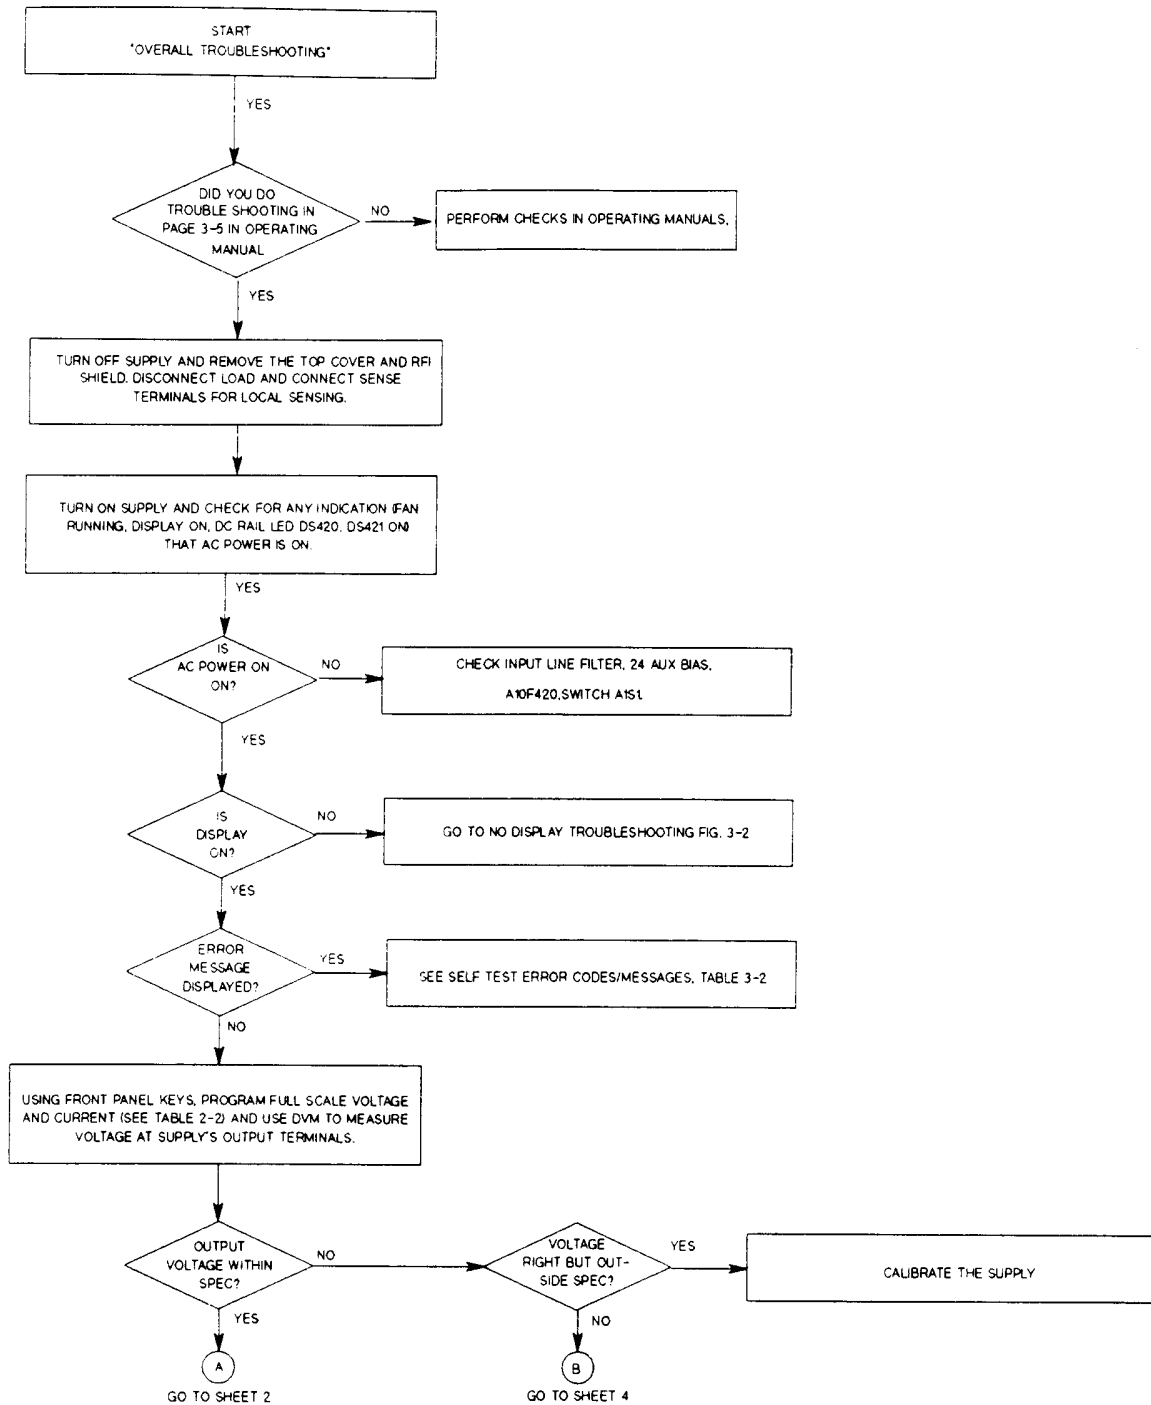 START
"OVERALL TROUBLESHOOTING"
YES
DID YOU DO
TROUBLE SHOOTING IN
PAGE 3-5 IN OPERATING
MANUAL
NO
PERFORM CHECKS IN OPERATING MANUALS.
YES
TURN OFF SUPPLY AND REMOVE THE TOP COVER AND RFI
SHIELD. DISCONNECT LOAD AND CONNECT SENSE
TERMINALS FOR LOCAL SENSING.
TURN ON SUPPLY AND CHECK FOR ANY INDICATION (FAN
RUNNING, DISPLAY ON, DC RAIL LED DS420, DS421 ON)
THAT AC POWER IS ON.
YES
IS
AC POWER ON
ON?
NO
CHECK INPUT LINE FILTER, 24 AUX BIAS,
A10F420,SWITCH A1S1.
YES
IS
DISPLAY
ON?
NO
GO TO NO DISPLAY TROUBLESHOOTING FIG. 3-2
YES
ERROR
MESSAGE
DISPLAYED?
YES
SEE SELF TEST ERROR CODES/MESSAGES, TABLE 3-2
NO
USING FRONT PANEL KEYS, PROGRAM FULL SCALE VOLTAGE
AND CURRENT (SEE TABLE 2-2) AND USE DVM TO MEASURE
VOLTAGE AT SUPPLY'S OUTPUT TERMINALS.
OUTPUT
VOLTAGE WITHIN
SPEC?
NO
VOLTAGE
RIGHT BUT OUT-
SIDE SPEC?
YES
CALIBRATE THE SUPPLY
YES
NO
A
B
GO TO SHEET 2
GO TO SHEET 4